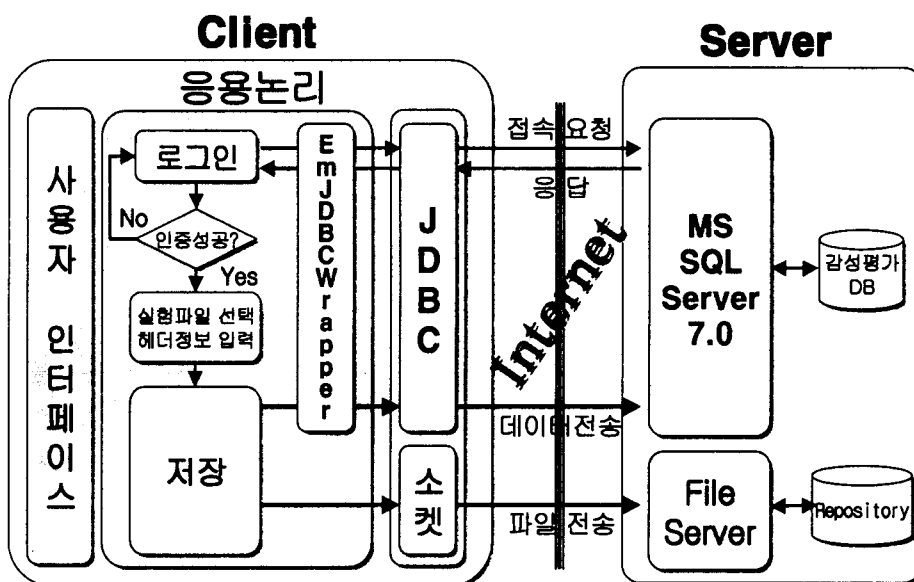 Client
Server
응용논리
사용자 인터페이스
로그인
No
인증성공?
Yes
실험파일 선택
헤더정보 입력
저장
EmJDBCWrapper
JDBC
소켓
접속 요청
응답
Internet
데이터전송
파일 전송
MS
SQL
Server
7.0
감성평가
DB
File
Server
Repository